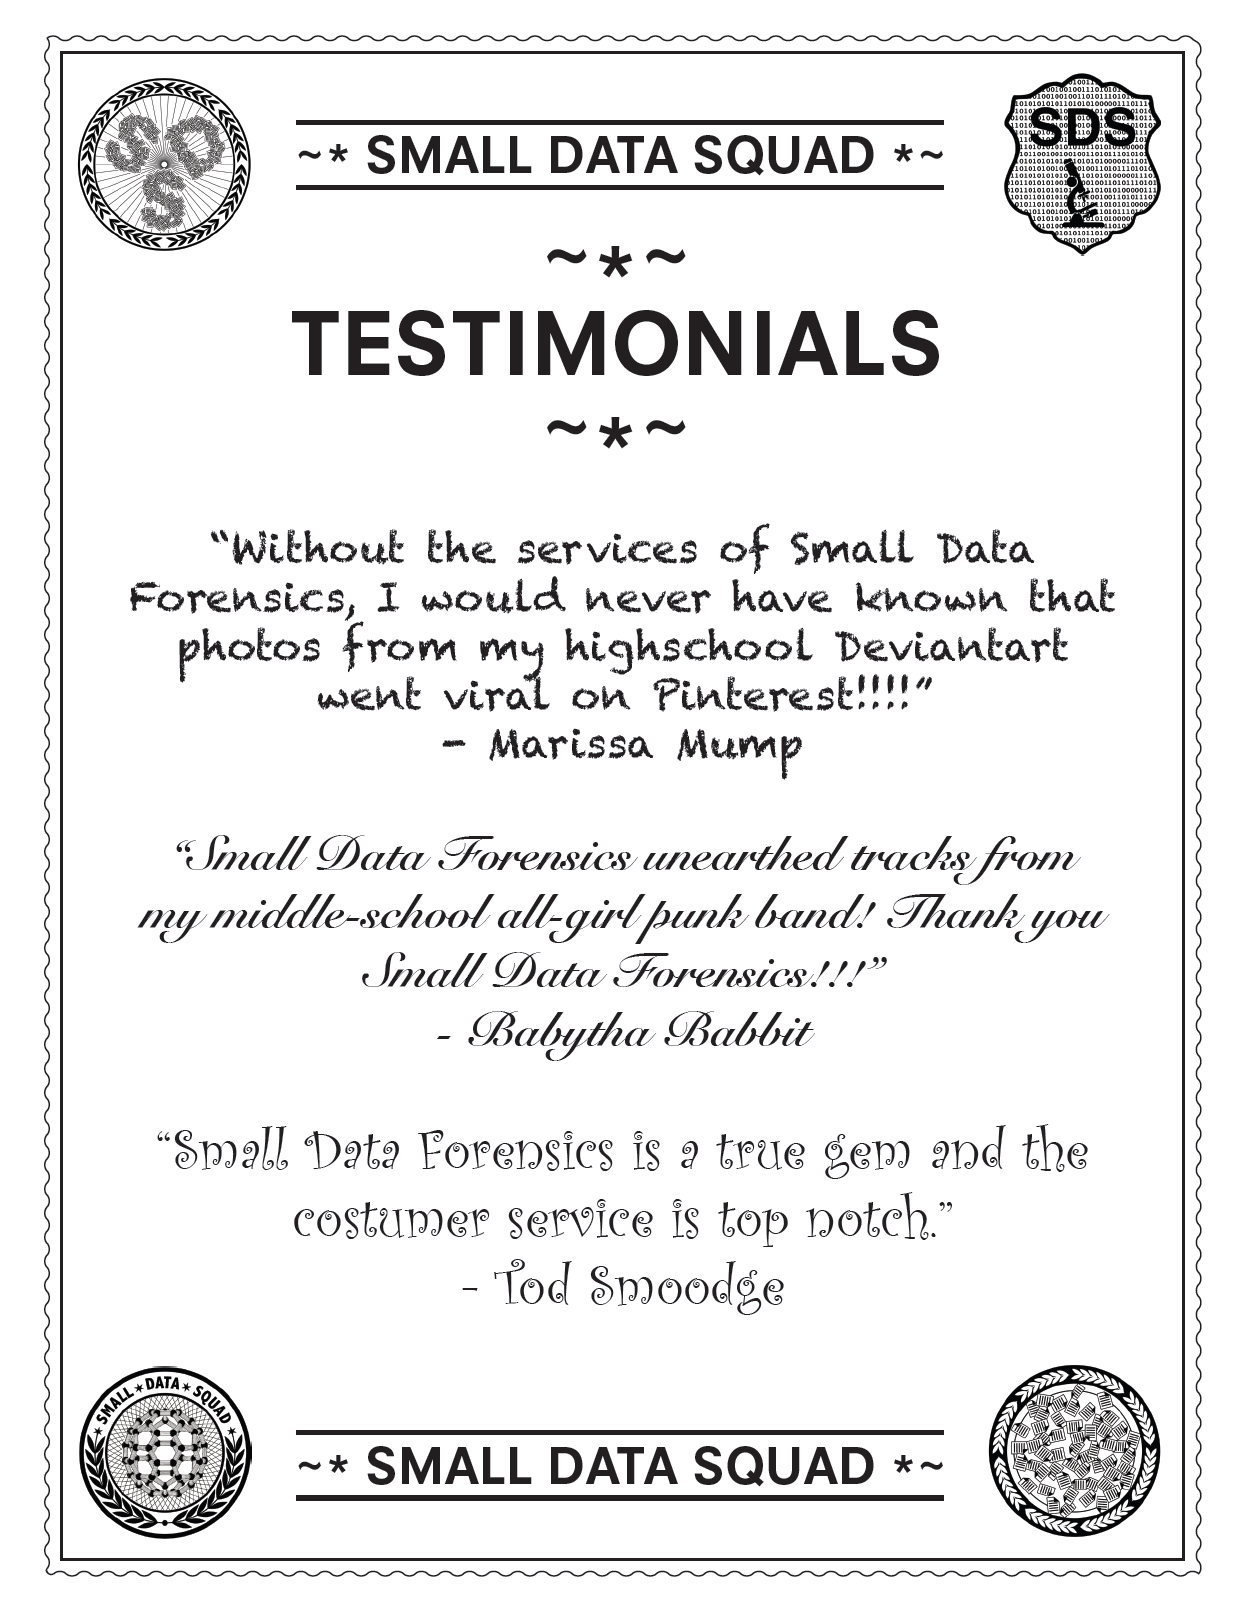 ~* SMALL DATA SQUAD *~
SDS
SDS
~*~
TESTIMONIALS
~*~
“Without the services of Small Data
Forensics, I would never have known that
photos from my highschool Deviantart
went viral on Pinterest!!!!”
- Marissa Mump
“Small Data Forensics unearthed tracks from
my middle-school all-girl punk band! Thank you
Small Data Forensics!!!”
- Babytha Babbit
“Small Data Forensics is a true gem and the
costumer service is top notch.”
- Tod Smoodge
★ SMALL ★ DATA ★ SQUAD ★
~* SMALL DATA SQUAD *~